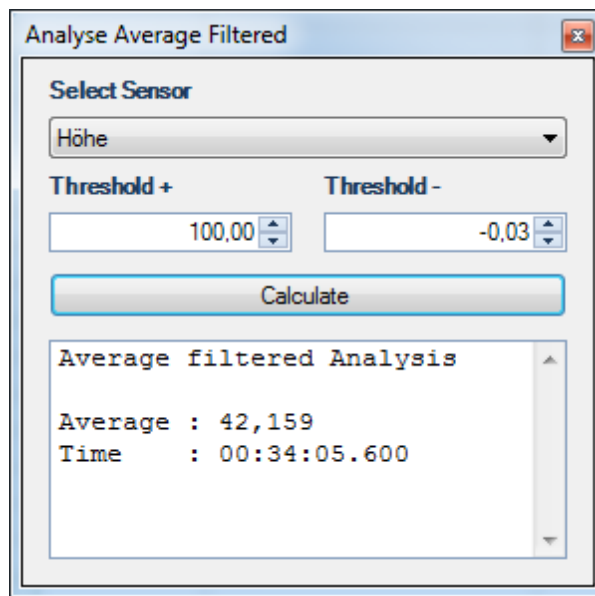 Analyse Average Filtered
Select Sensor
Höhe
Threshold + Threshold -
100,00 -0,03
Calculate
Average filtered Analysis
Average : 42,159
Time    : 00:34:05.600